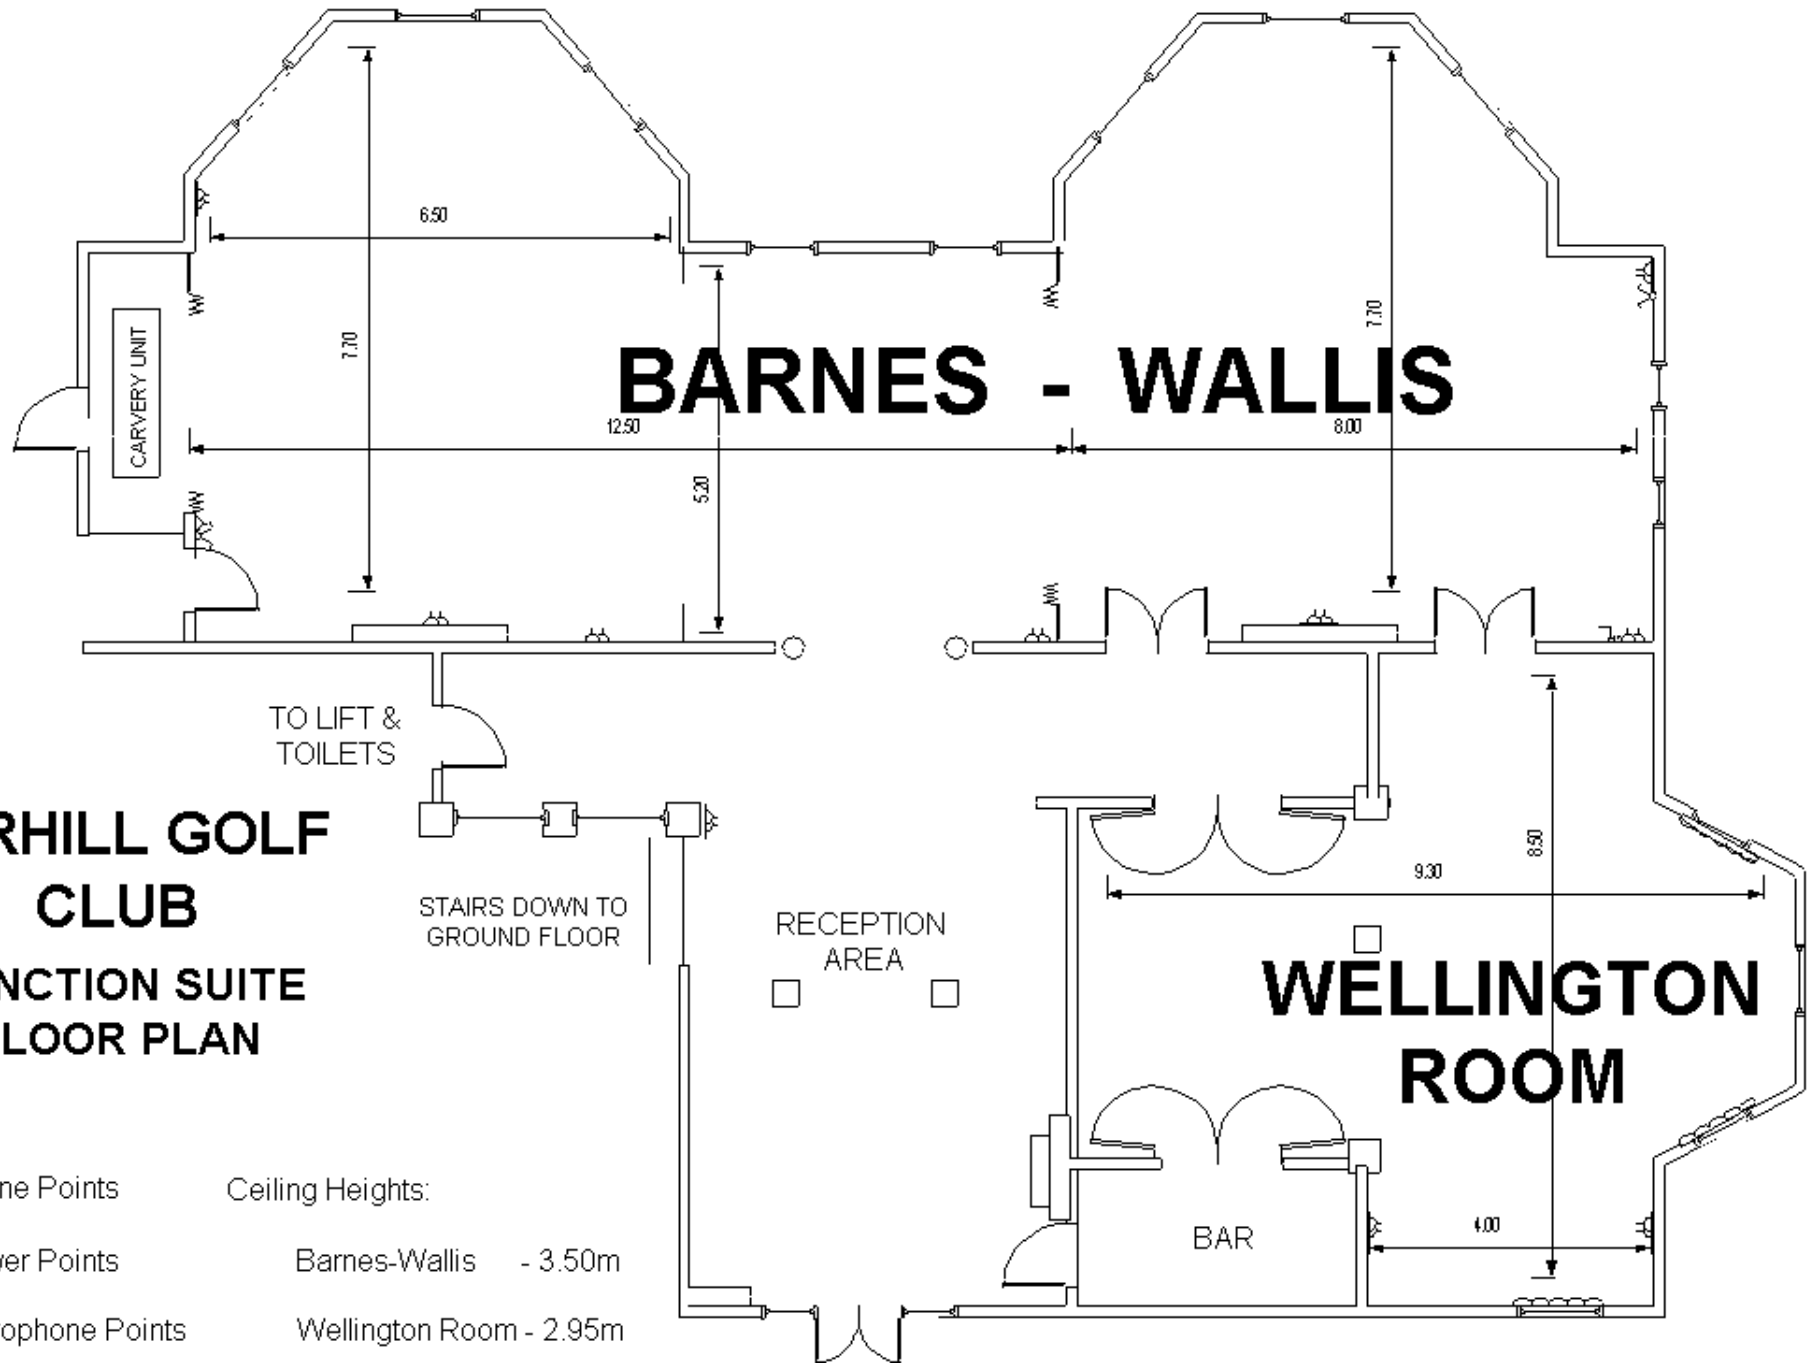 6.50
7.70
7.70
CARVERY UNIT
BARNES - WALLIS
12.50
8.00
5.20
TO LIFT &
TOILETS
RHILL GOLF
CLUB
NCTION SUITE
LOOR PLAN
STAIRS DOWN TO
GROUND FLOOR
RECEPTION
AREA
8.50
9.30
WELLINGTON
ROOM
BAR
4.00
ne Points
Ceiling Heights:
er Points
Barnes-Wallis - 3.50m
ophone Points
Wellington Room - 2.95m